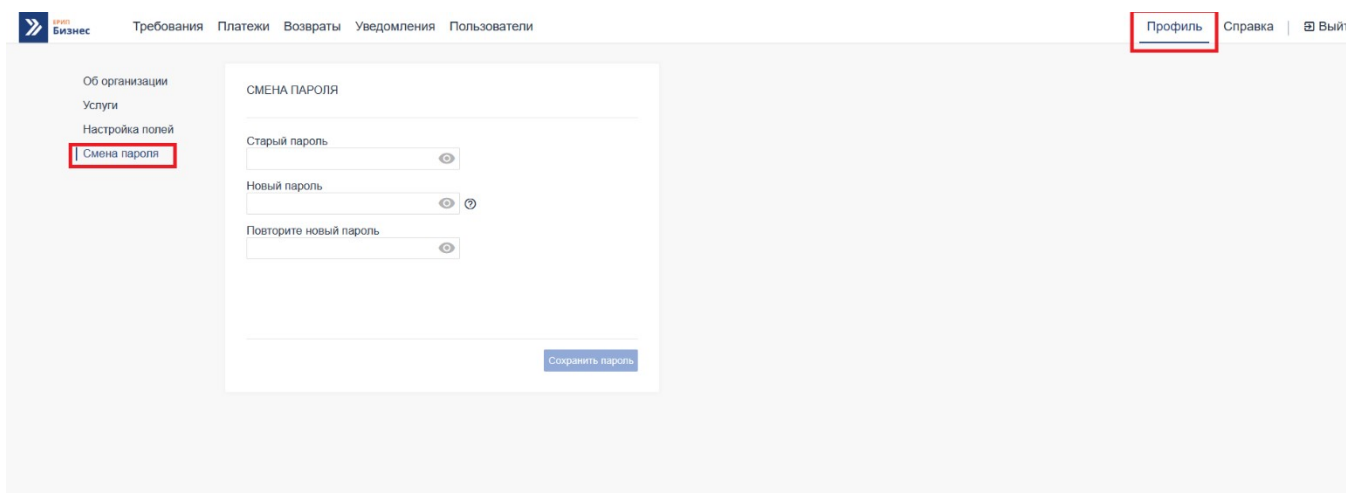 ЕРИП
Бизнес
Требования Платежи Возвраты Уведомления Пользователи
Профиль Справка | Выйт
Об организации
Услуги
Настройка полей
Смена пароля
СМЕНА ПАРОЛЯ
Старый пароль
Новый пароль
Повторите новый пароль
Сохранить пароль